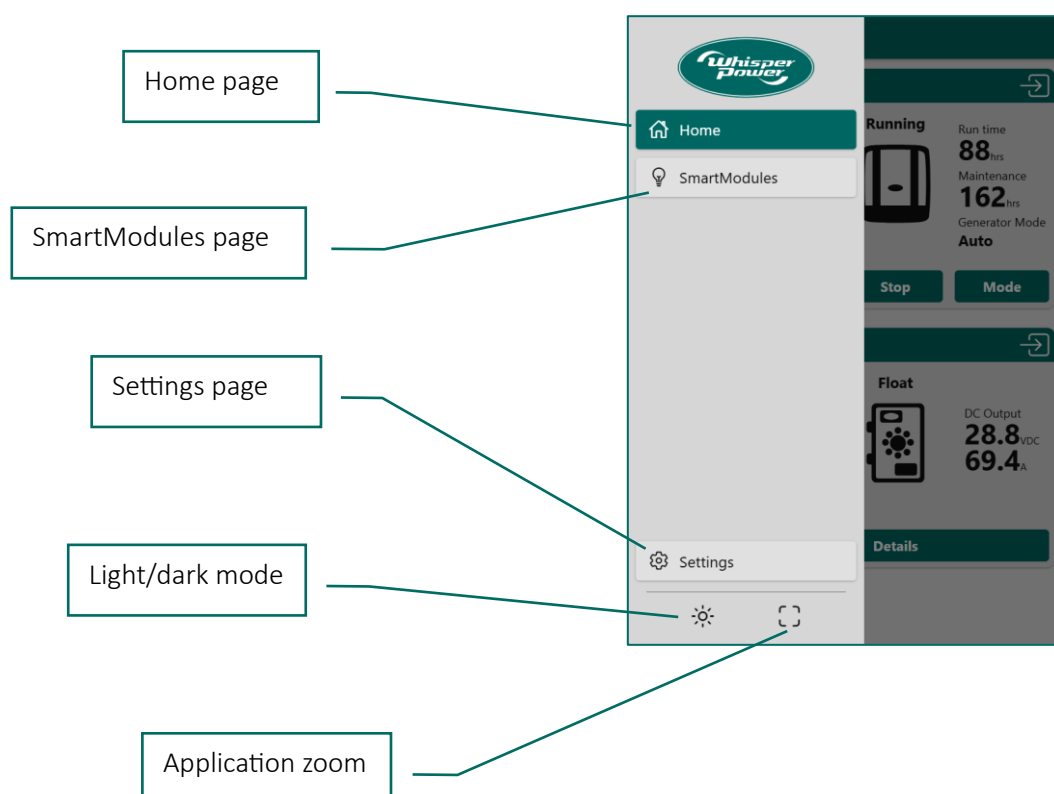 Home page
SmartModules page
Settings page
Light/dark mode
Application zoom
Whisper
Power
Home
SmartModules
Settings
Running
Run time
88hrs
Maintenance
162hrs
Generator Mode
Auto
Stop
Mode
Float
DC Output
28.8VDC
69.4A
Details